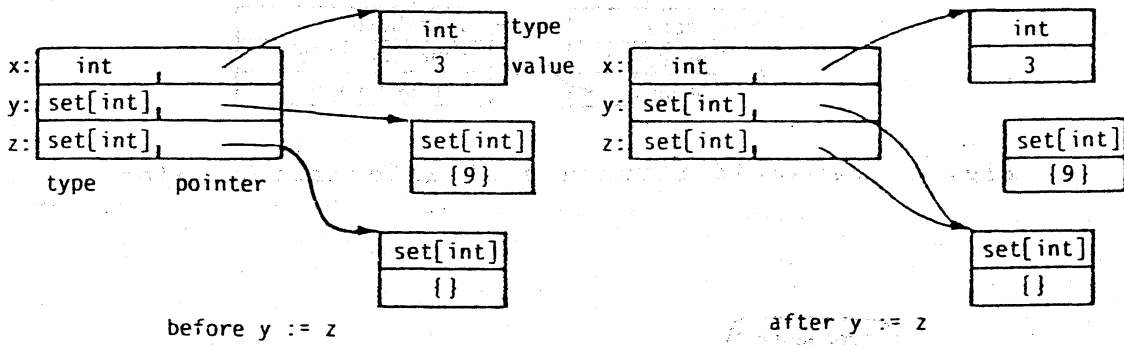 int type
x: int 3 value
y: set[int]
z: set[int] set[int]
type pointer {9}
set[int]
{}
before y := z
int
x: int 3
y: set[int]
z: set[int] set[int]
{9}
set[int]
{}
after y := z